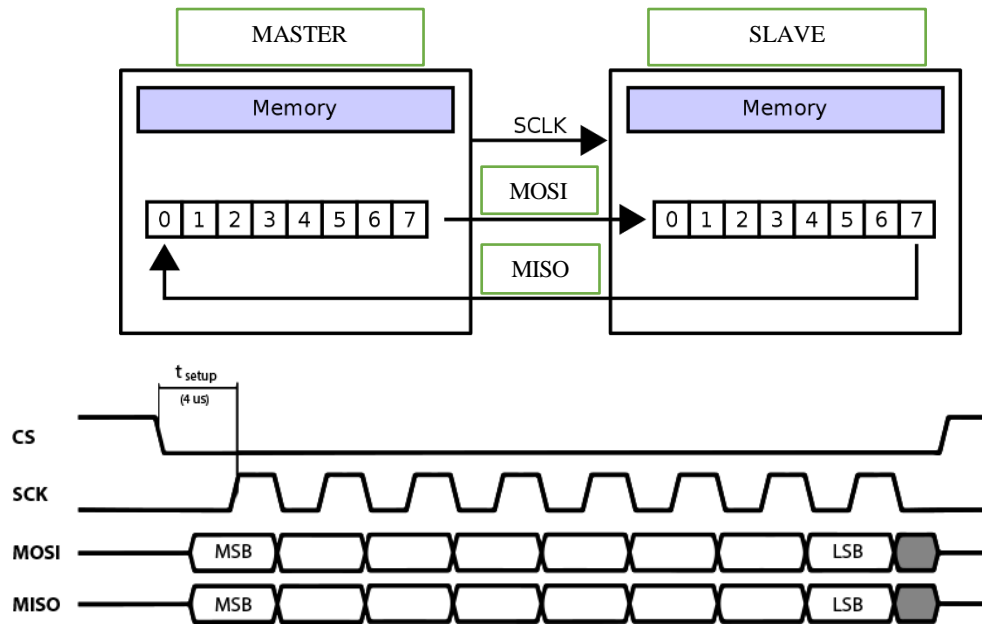 MASTER
SLAVE
Memory
Memory
SCLK
MOSI
0 1 2 3 4 5 6 7
0 1 2 3 4 5 6 7
MISO
t setup
(4 us)
CS
SCK
MOSI
MSB
LSB
MISO
MSB
LSB